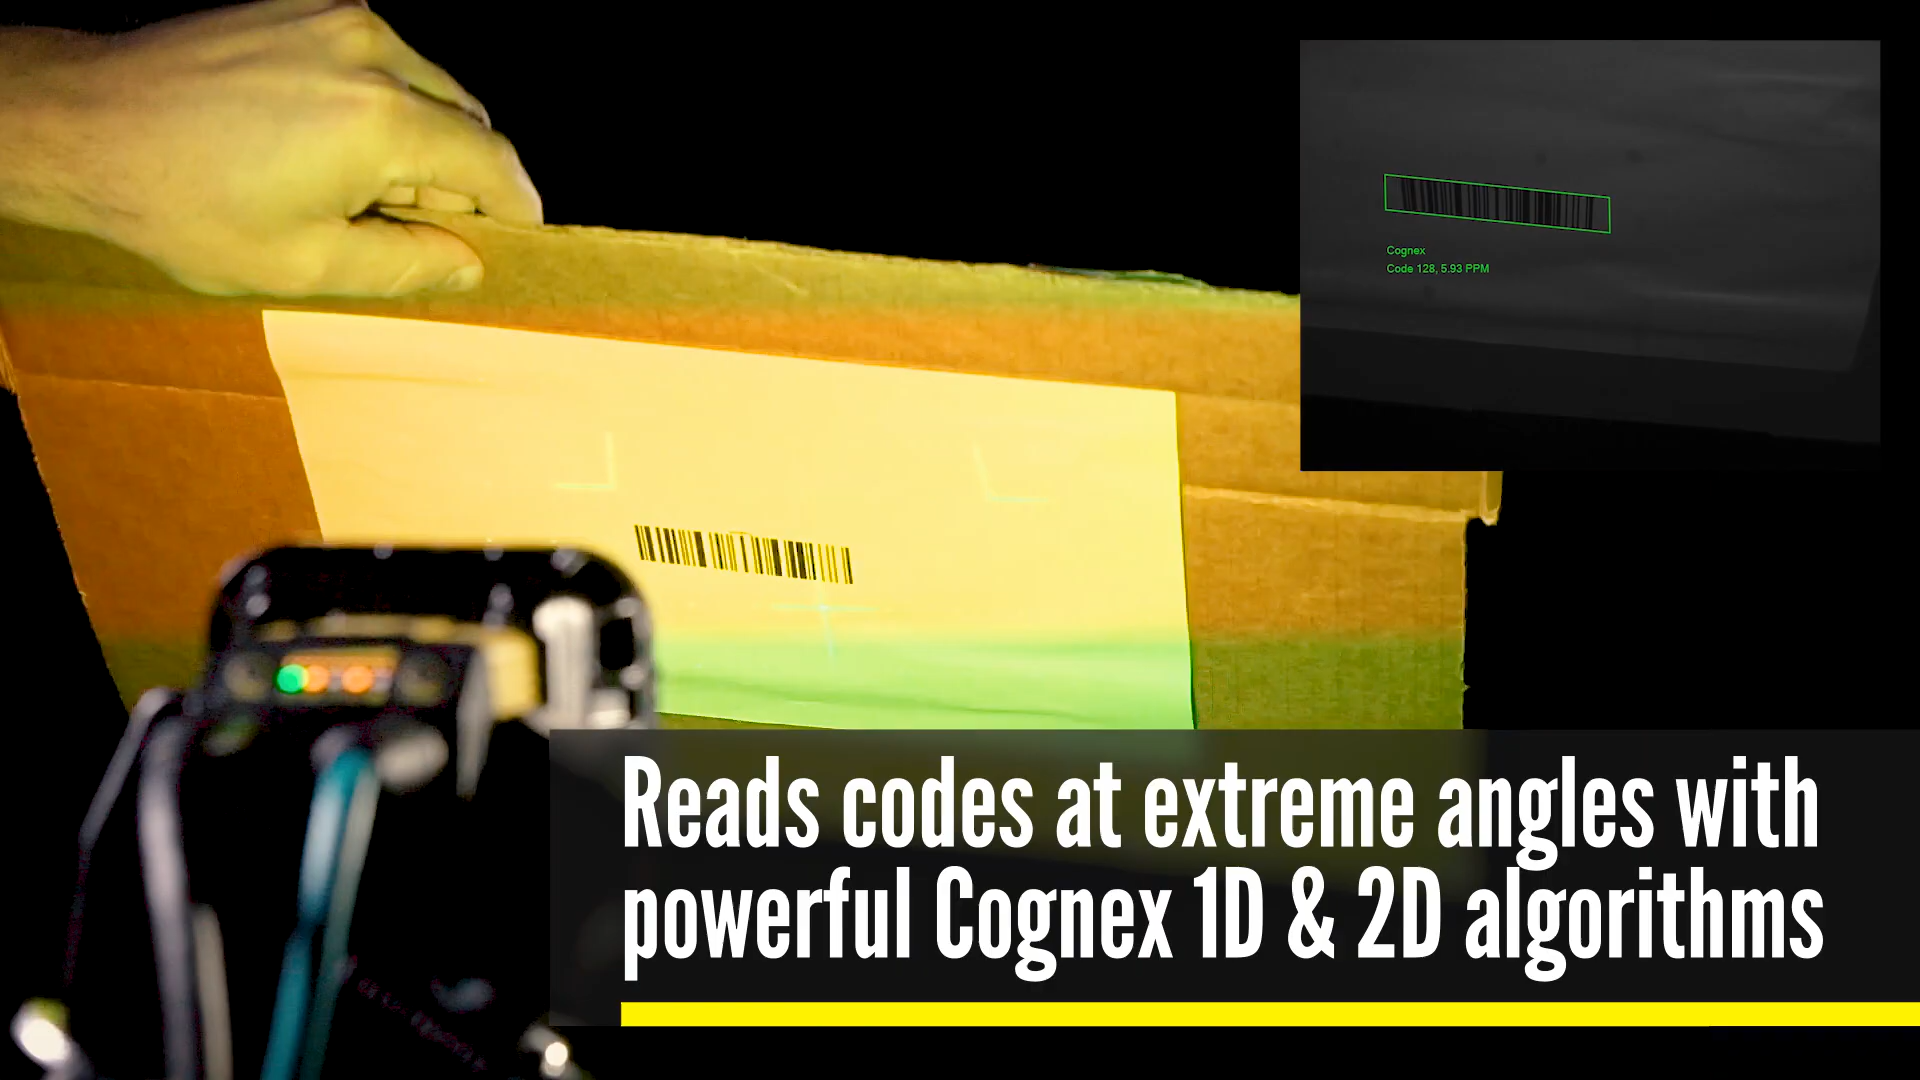 Cognex
Code 128, 5.93 PPM
Reads codes at extreme angles with
powerful Cognex 1D & 2D algorithms